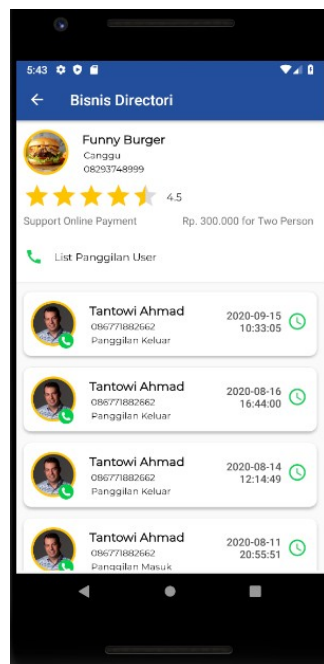 5:43
Bisnis Directori
Funny Burger
Canggu
08293748999
4.5
Support Online Payment Rp. 300.000 for Two Person
List Panggilan User
Tantowi Ahmad
086771882662
Panggilan Keluar
2020-09-15
10:33:05
Tantowi Ahmad
086771882662
Panggilan Keluar
2020-08-16
16:44:00
Tantowi Ahmad
086771882662
Panggilan Keluar
2020-08-14
12:14:49
Tantowi Ahmad
086771882662
Panggilan Masuk
2020-08-11
20:55:51